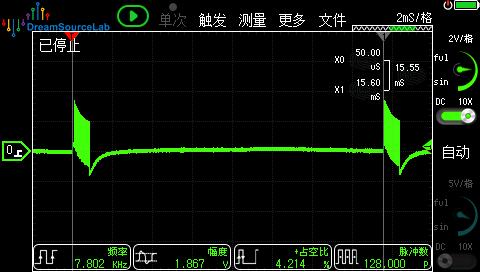 DreamSourceLab 单次 触发 测量 更多 文件 2mS/格
已停止
2V/格
50.00
X0 uS 15.55
15.60 mS
X1 mS
ful
sin
DC 10X
0
自动
5V/格
ful
sin
DC 10X
频率 幅度 +占空比 脉冲数
7.802 KHz 1.867 V 4.214 % 128.000 p